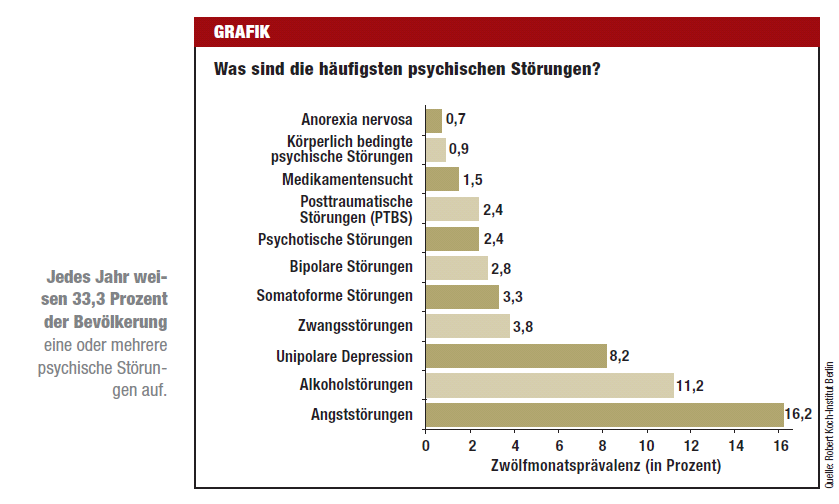 GRAFIK
Was sind die häufigsten psychischen Störungen?
Anorexia nervosa 0,7
Körperlich bedingte
psychische Störungen 0,9
Medikamentensucht 1,5
Posttraumatische
Störungen (PTBS) 2,4
Psychotische Störungen 2,4
Bipolare Störungen 2,8
Somatoforme Störungen 3,3
Zwangsstörungen 3,8
Unipolare Depression 8,2
Alkoholstörungen 11,2
Angststörungen 16,2
0 2 4 6 8 10 12 14 16
Zwölfmonatsprävalenz (in Prozent)
Jedes Jahr wei-
sen 33,3 Prozent
der Bevölkerung
eine oder mehrere
psychische Störun-
gen auf.
Quelle: Robert Koch-Institut Berlin